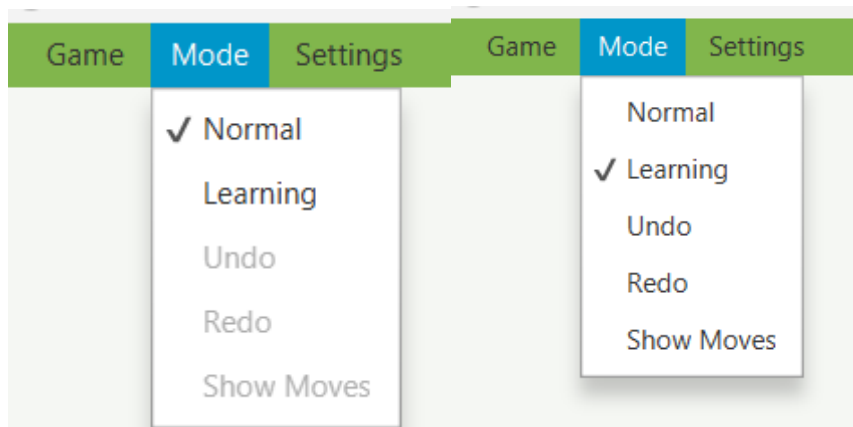 Game Mode Settings
✓ Normal
Learning
Undo
Redo
Show Moves
Game Mode Settings
Normal
✓ Learning
Undo
Redo
Show Moves